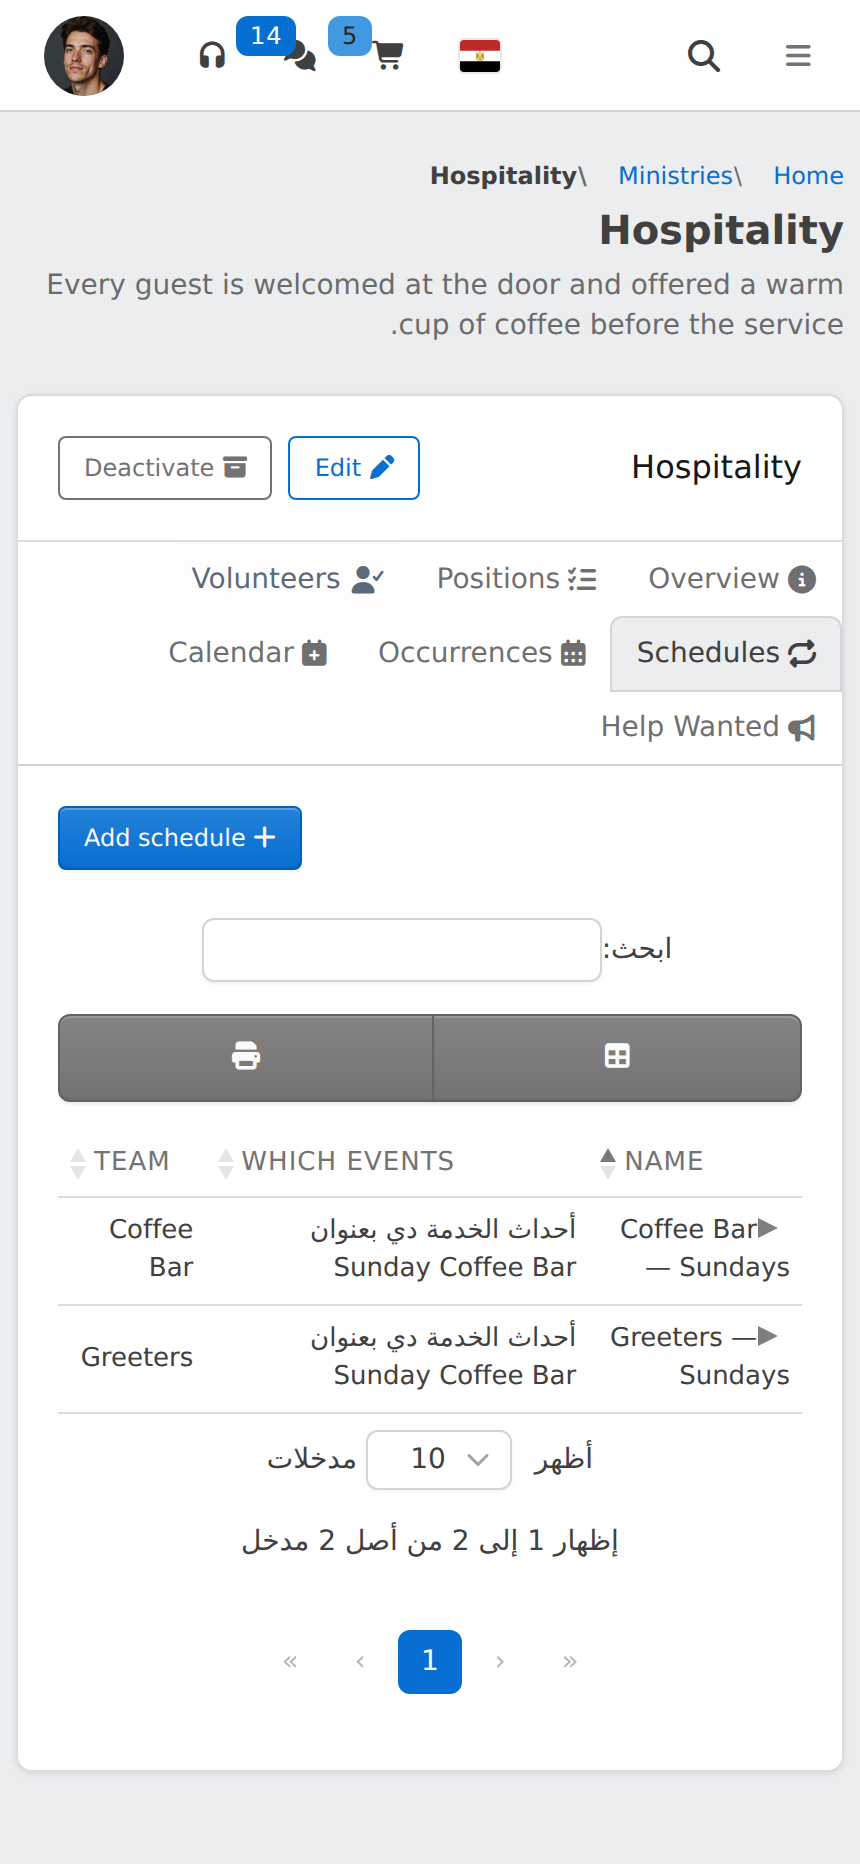 14
5
Home \ Ministries \ Hospitality
Hospitality
Every guest is welcomed at the door and offered a warm
cup of coffee before the service.
Hospitality
Edit
Deactivate
Overview
Positions
Volunteers
Schedules
Occurrences
Calendar
Help Wanted
Add schedule
ابحث:
NAME WHICH EVENTS TEAM
Coffee Bar
— Sundays
أحداث الخدمة دي بعنوان
Sunday Coffee Bar
Coffee
Bar
Greeters —
Sundays
أحداث الخدمة دي بعنوان
Sunday Coffee Bar
Greeters
أظهر 10 مدخلات
إظهار 1 إلى 2 من أصل 2 مدخل
« ‹ 1 › »